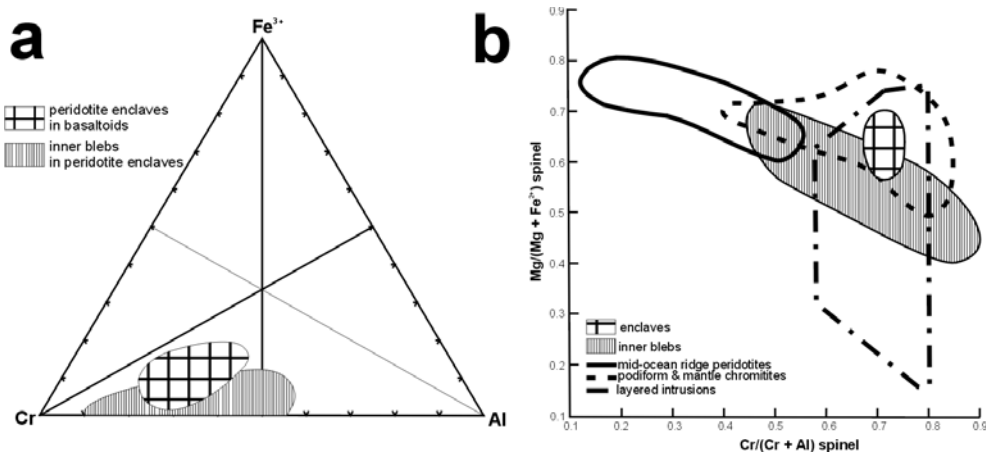 a
Fe³⁺
peridotite enclaves
in basaltoids
inner blebs
in peridotite enclaves
Cr
Al
b
Mg/(Mg + Fe²⁺) spinel
0.9
0.8
0.7
0.6
0.5
0.4
0.3
0.2
0.1
enclaves
inner blebs
mid-ocean ridge peridotites
podiform & mantle chromitites
layered intrusions
0.1 0.2 0.3 0.4 0.5 0.6 0.7 0.8 0.9
Cr/(Cr + Al) spinel